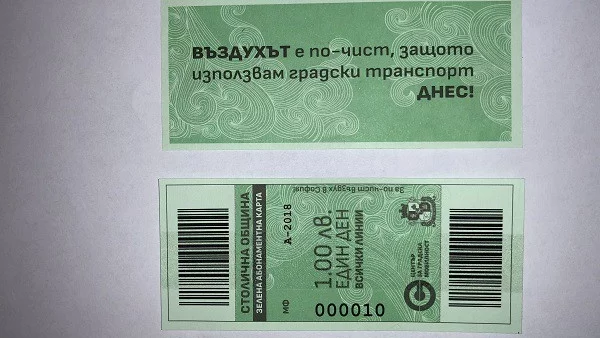 ВЪЗДУХЪТ е по-чист, защото
използвам градски транспорт
ДНЕС!
СТОЛИЧНА ОБЩИНА
ЗЕЛЕНА АБОНАМЕНТНА КАРТА
А-2018
1.00 лв.
ЕДИН ДЕН
ВСИЧКИ ЛИНИИ
МФ
000010
За по-чист въздух в София!
ЦЕНТЪР
ЗА ГРАДСКА
МОБИЛНОСТ